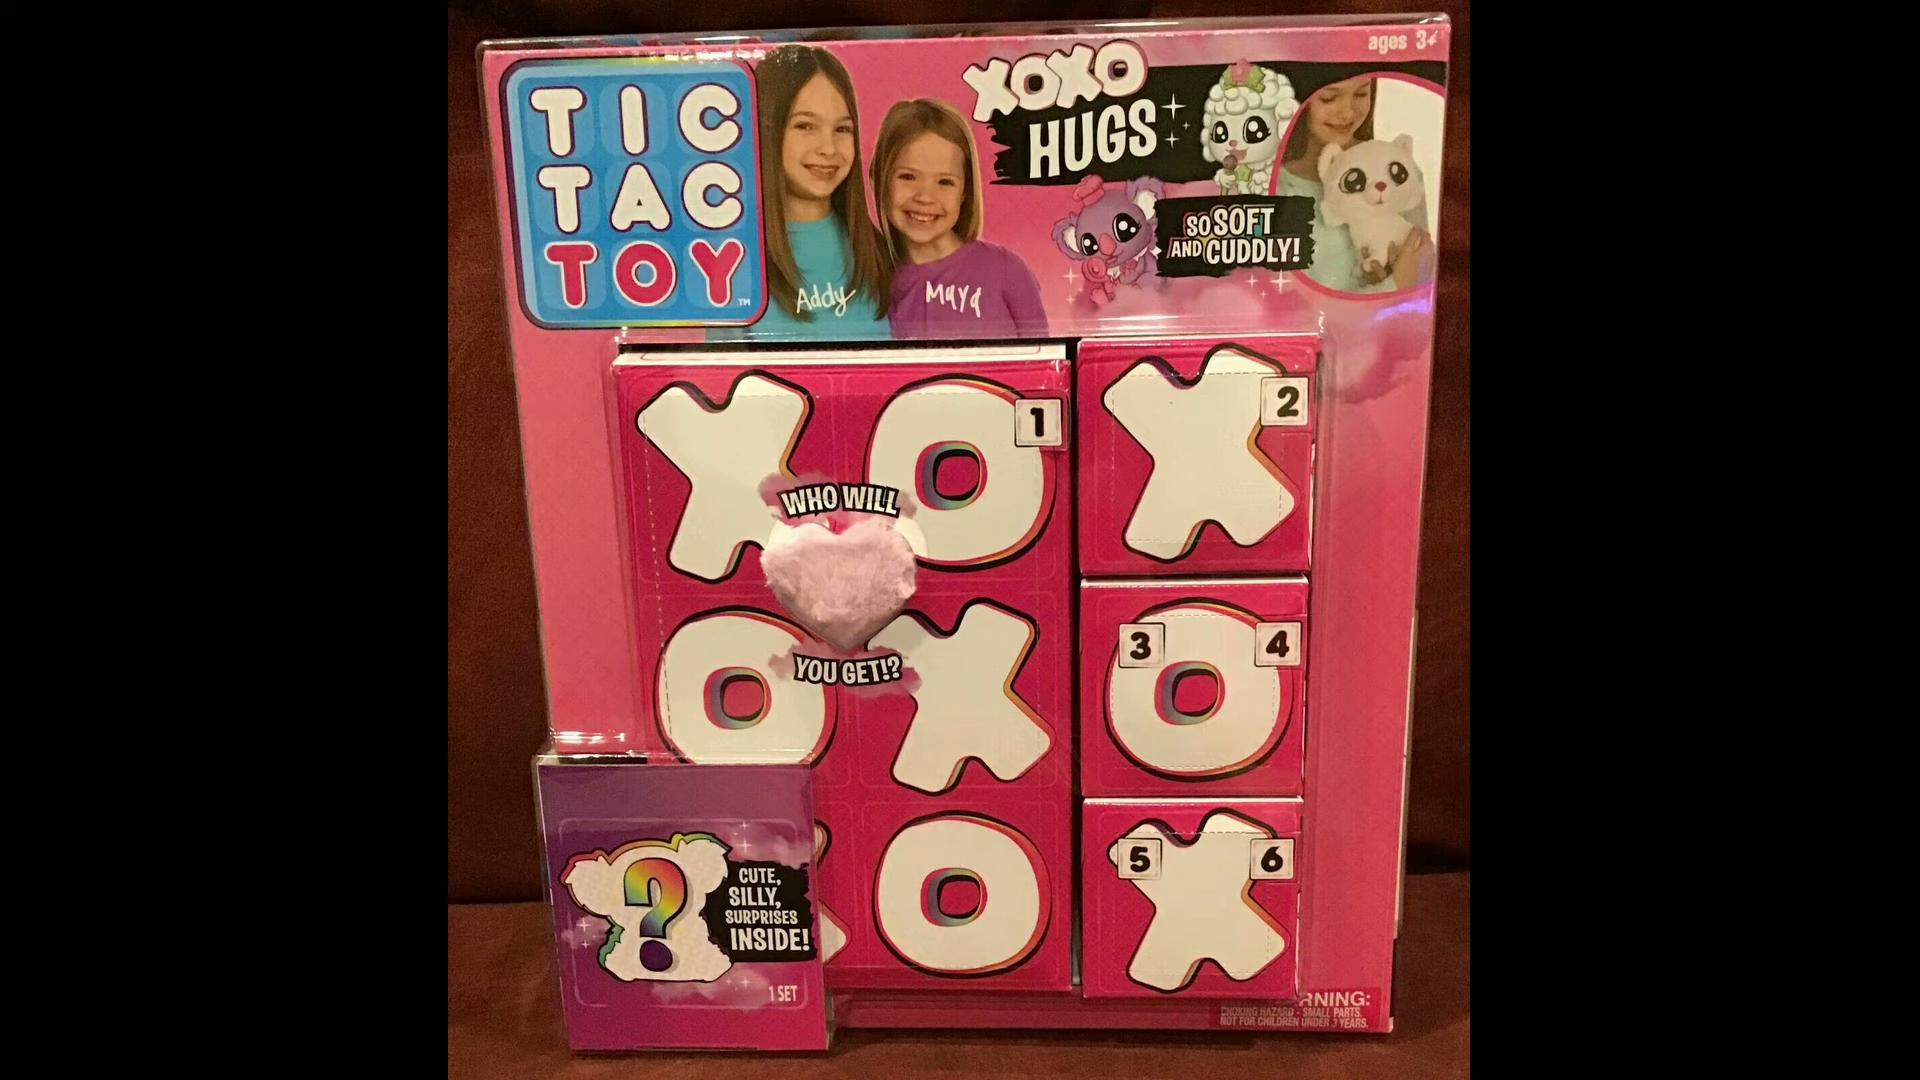 TIC
TAC
TOY
TM
Addy
Maya
XOXO
HUGS
ages 3+
SO SOFT
AND CUDDLY!
X O 1
X 2
WHO WILL
YOU GET!?
O X
3 O 4
O
5 X 6
?
CUTE,
SILLY,
SURPRISES
INSIDE!
1 SET
RNING:
CHOKING HAZARD - SMALL PARTS.
NOT FOR CHILDREN UNDER 3 YEARS.